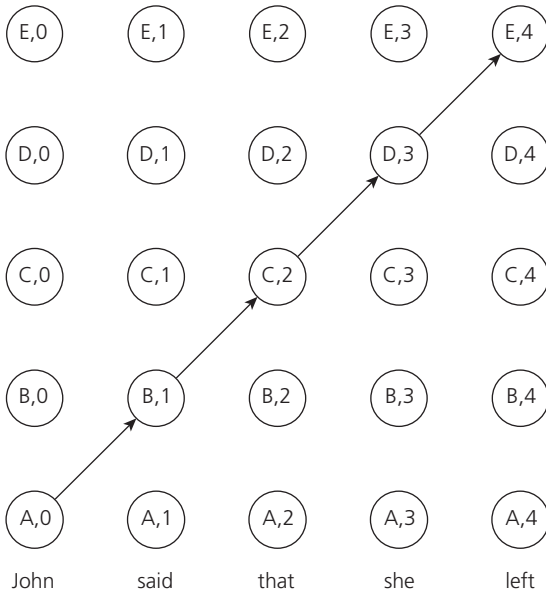 E,0 E,1 E,2 E,3 E,4
D,0 D,1 D,2 D,3 D,4
C,0 C,1 C,2 C,3 C,4
B,0 B,1 B,2 B,3 B,4
A,0 A,1 A,2 A,3 A,4
John said that she left